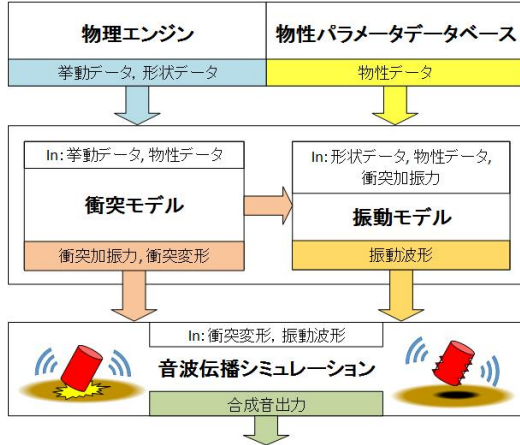 物理エンジン
物性パラメータデータベース
挙動データ, 形状データ
物性データ
In: 挙動データ, 物性データ
衝突モデル
衝突加振力, 衝突変形
In: 形状データ, 物性データ,
衝突加振力
振動モデル
振動波形
In: 衝突変形, 振動波形
音波伝播シミュレーション
合成音出力